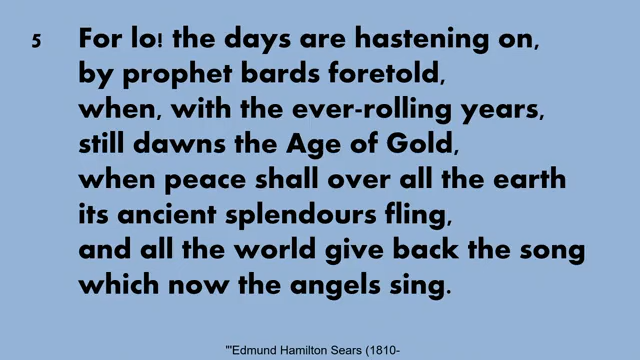 5 For lo! the days are hastening on,
by prophet bards foretold,
when, with the ever-rolling years,
still dawns the Age of Gold,
when peace shall over all the earth
its ancient splendours fling,
and all the world give back the song
which now the angels sing.
"'Edmund Hamilton Sears (1810-